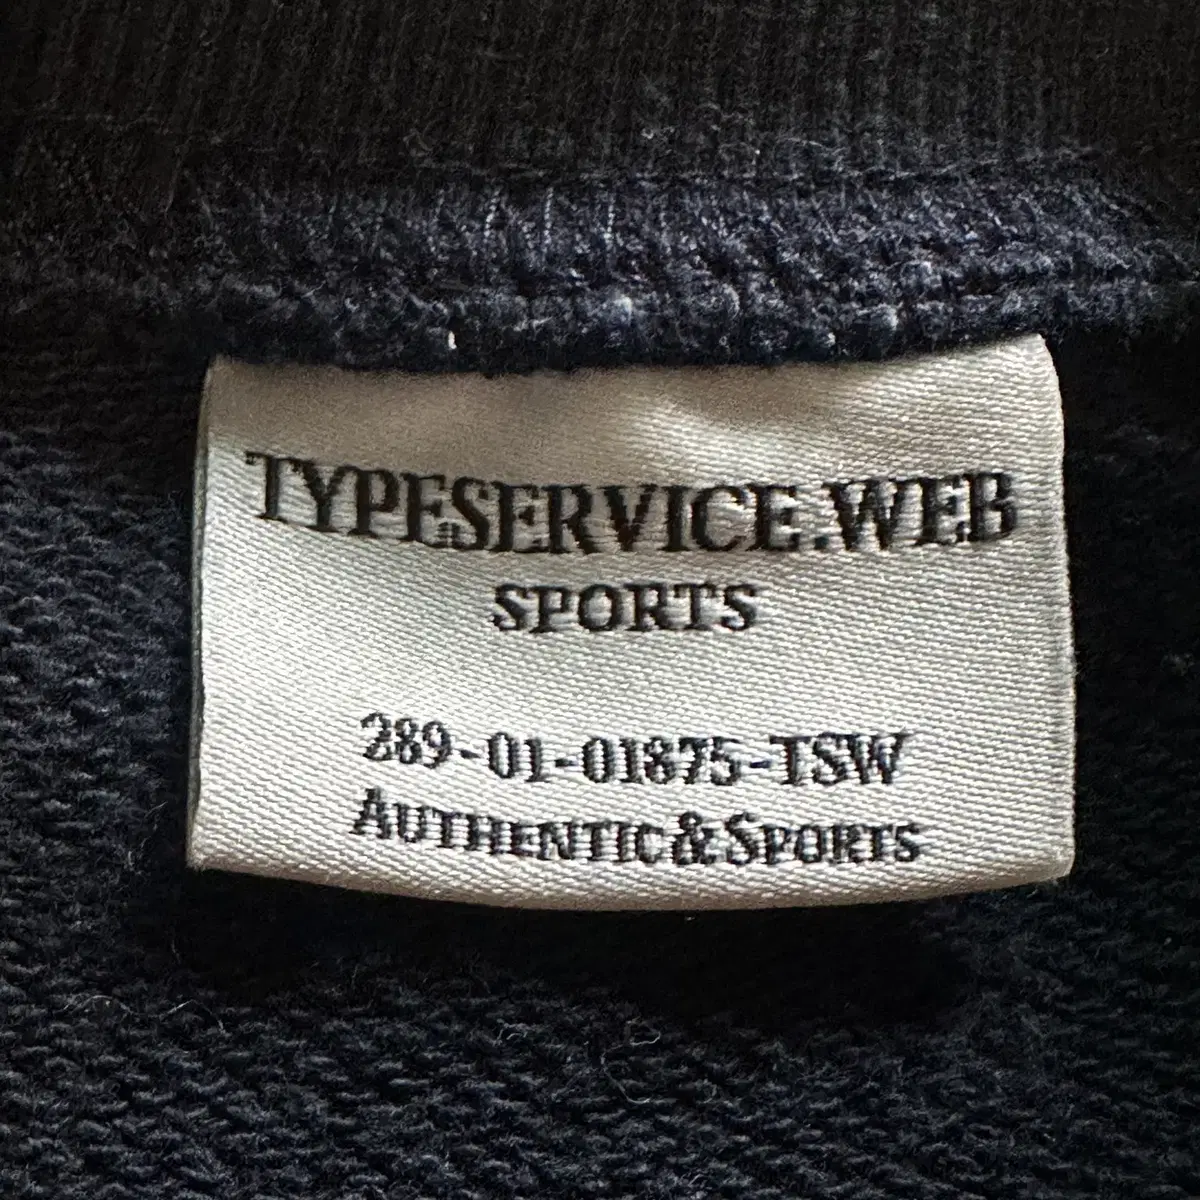 TYPESERVICE.WEB
SPORTS
289-01-01875-TSW
AUTHENTIC&SPORTS